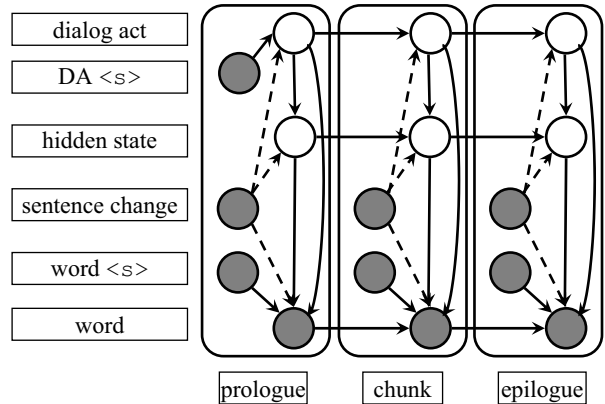 dialog act
DA <s>
hidden state
sentence change
word <s>
word
prologue
chunk
epilogue